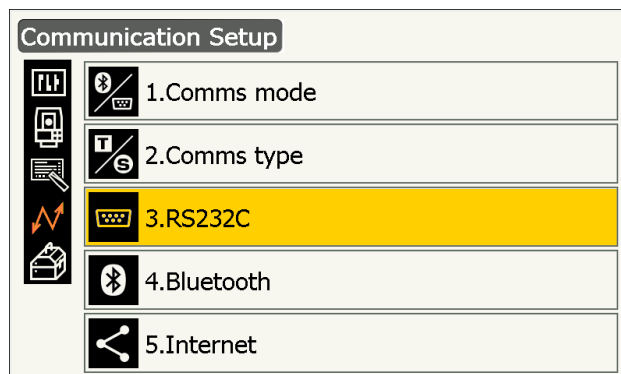 Communication Setup
1.Comms mode
T S 2.Comms type
3.RS232C
4.Bluetooth
5.Internet